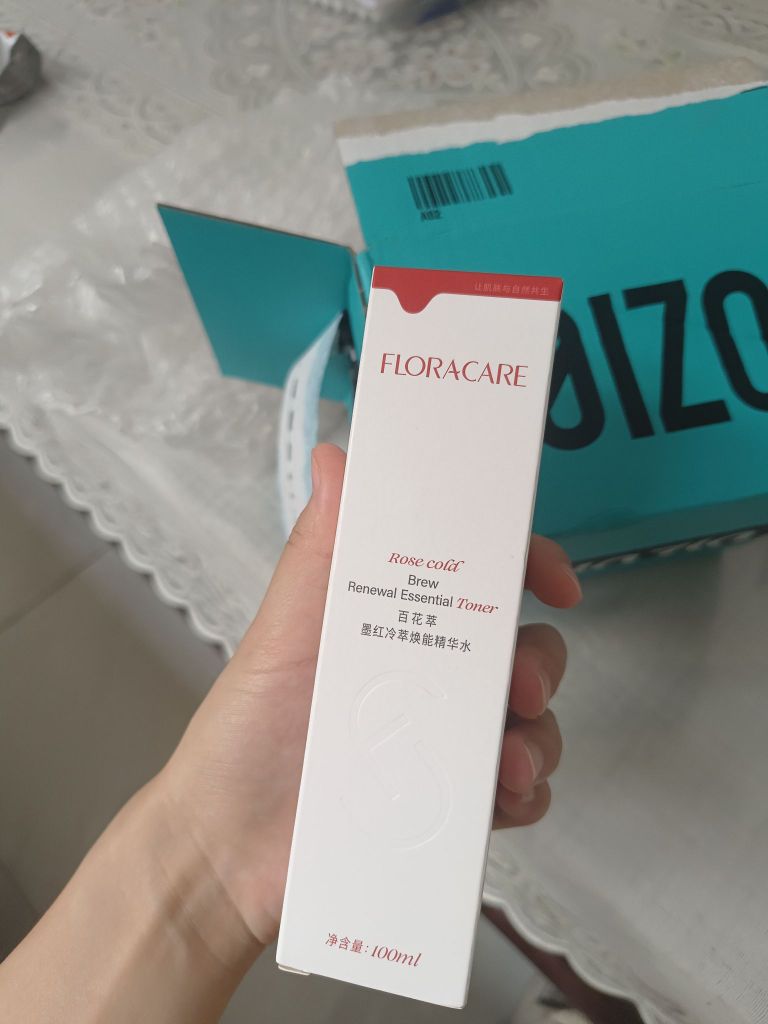 让肌肤与自然共生
FLORACARE
Rose cold
Brew
Renewal Essential Toner
百花萃
墨红冷萃焕能精华水
净含量：100ml
OIZO